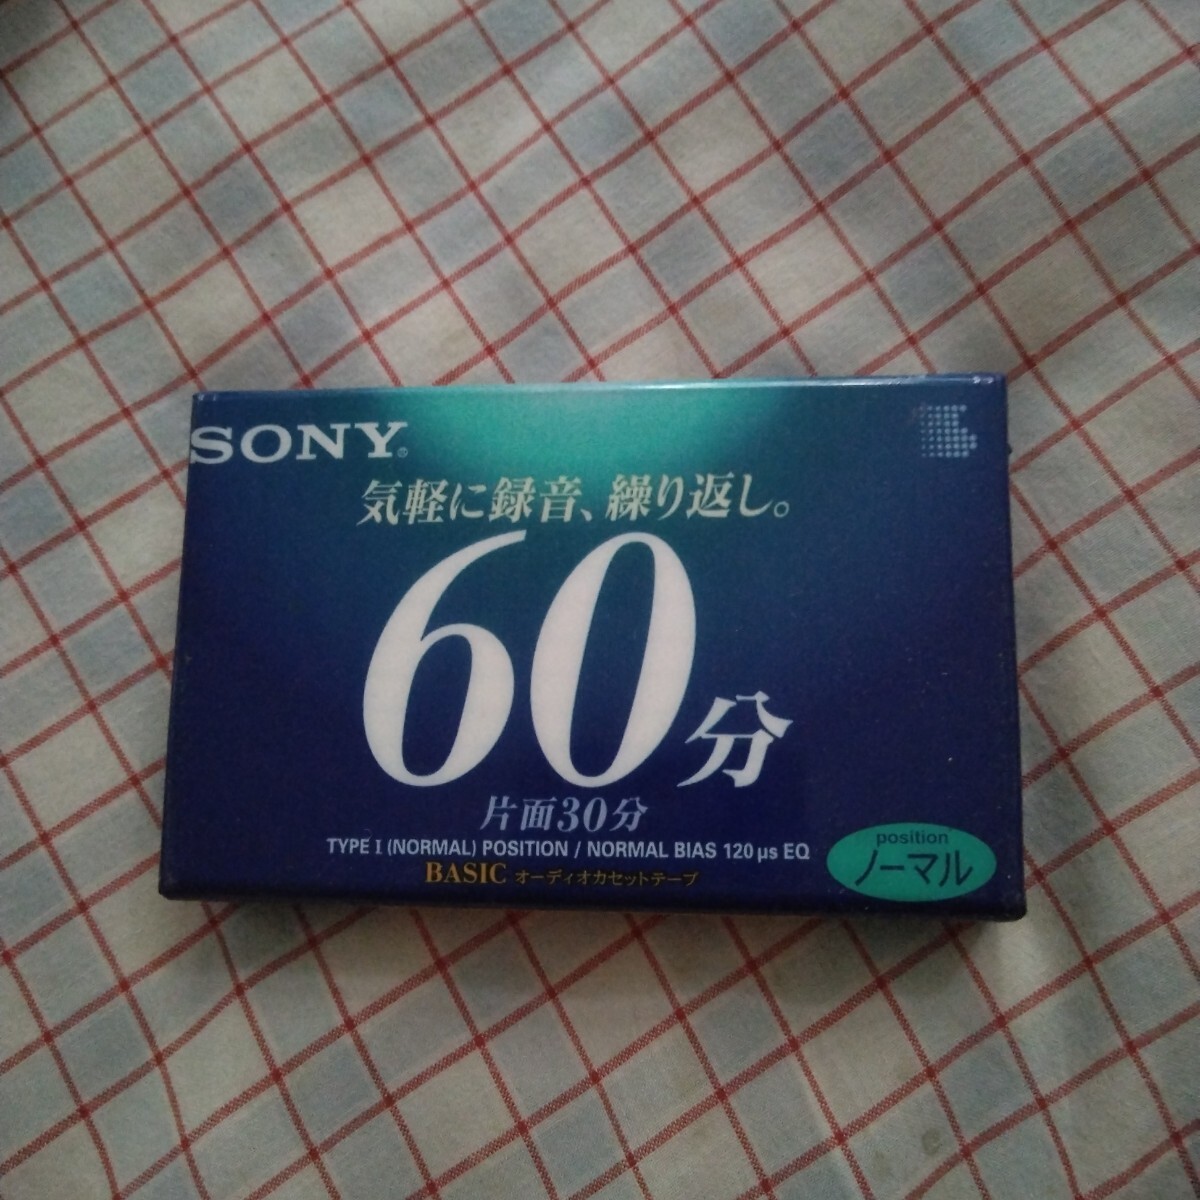 SONY®
気軽に録音、繰り返し。
60分
片面30分
TYPE I (NORMAL) POSITION / NORMAL BIAS 120 μs EQ
BASIC オーディオカセットテープ
position
ノーマル